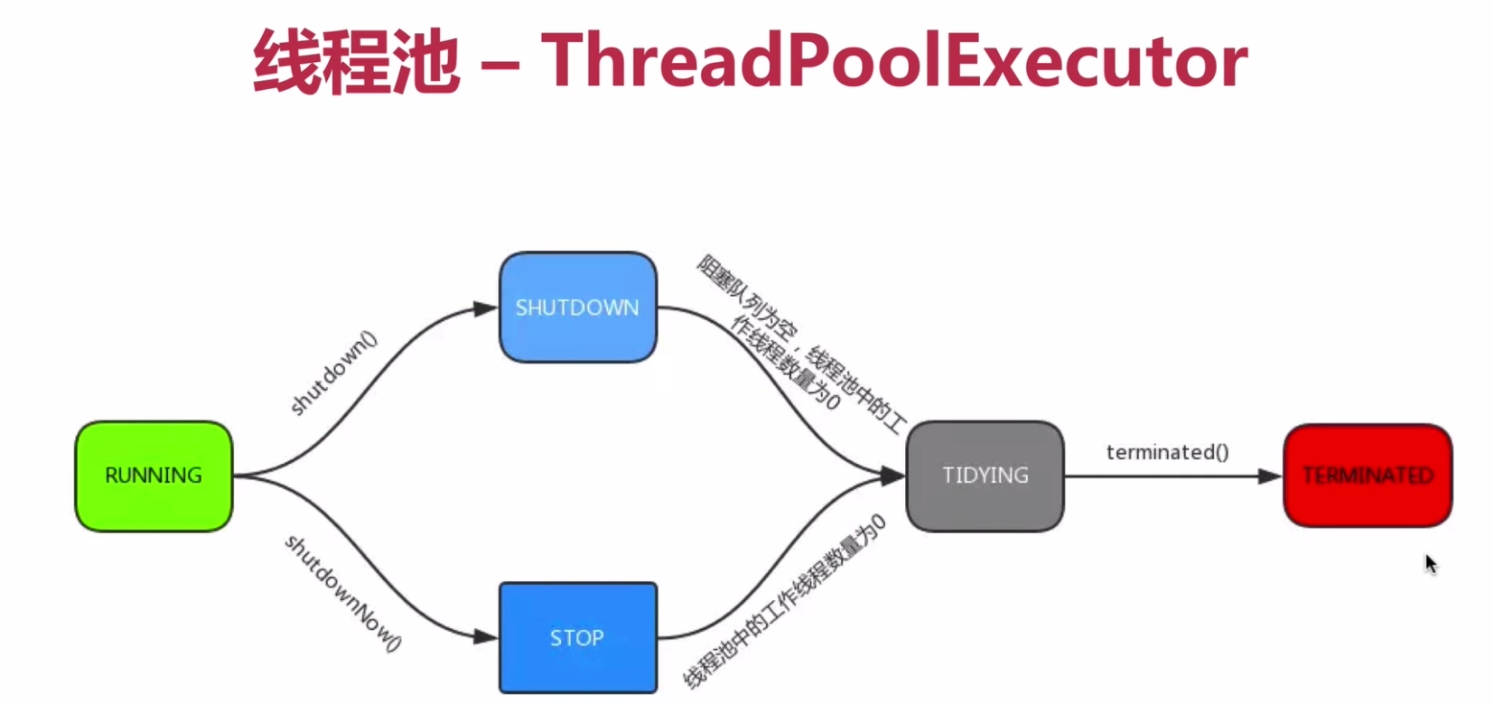 线程池 – ThreadPoolExecutor
SHUTDOWN
阻塞队列为空，线程池中的工
作线程数量为0
shutdown()
RUNNING
TIDYING
terminated()
TERMINATED
shutdownNow()
STOP
线程池中的工作线程数量为0